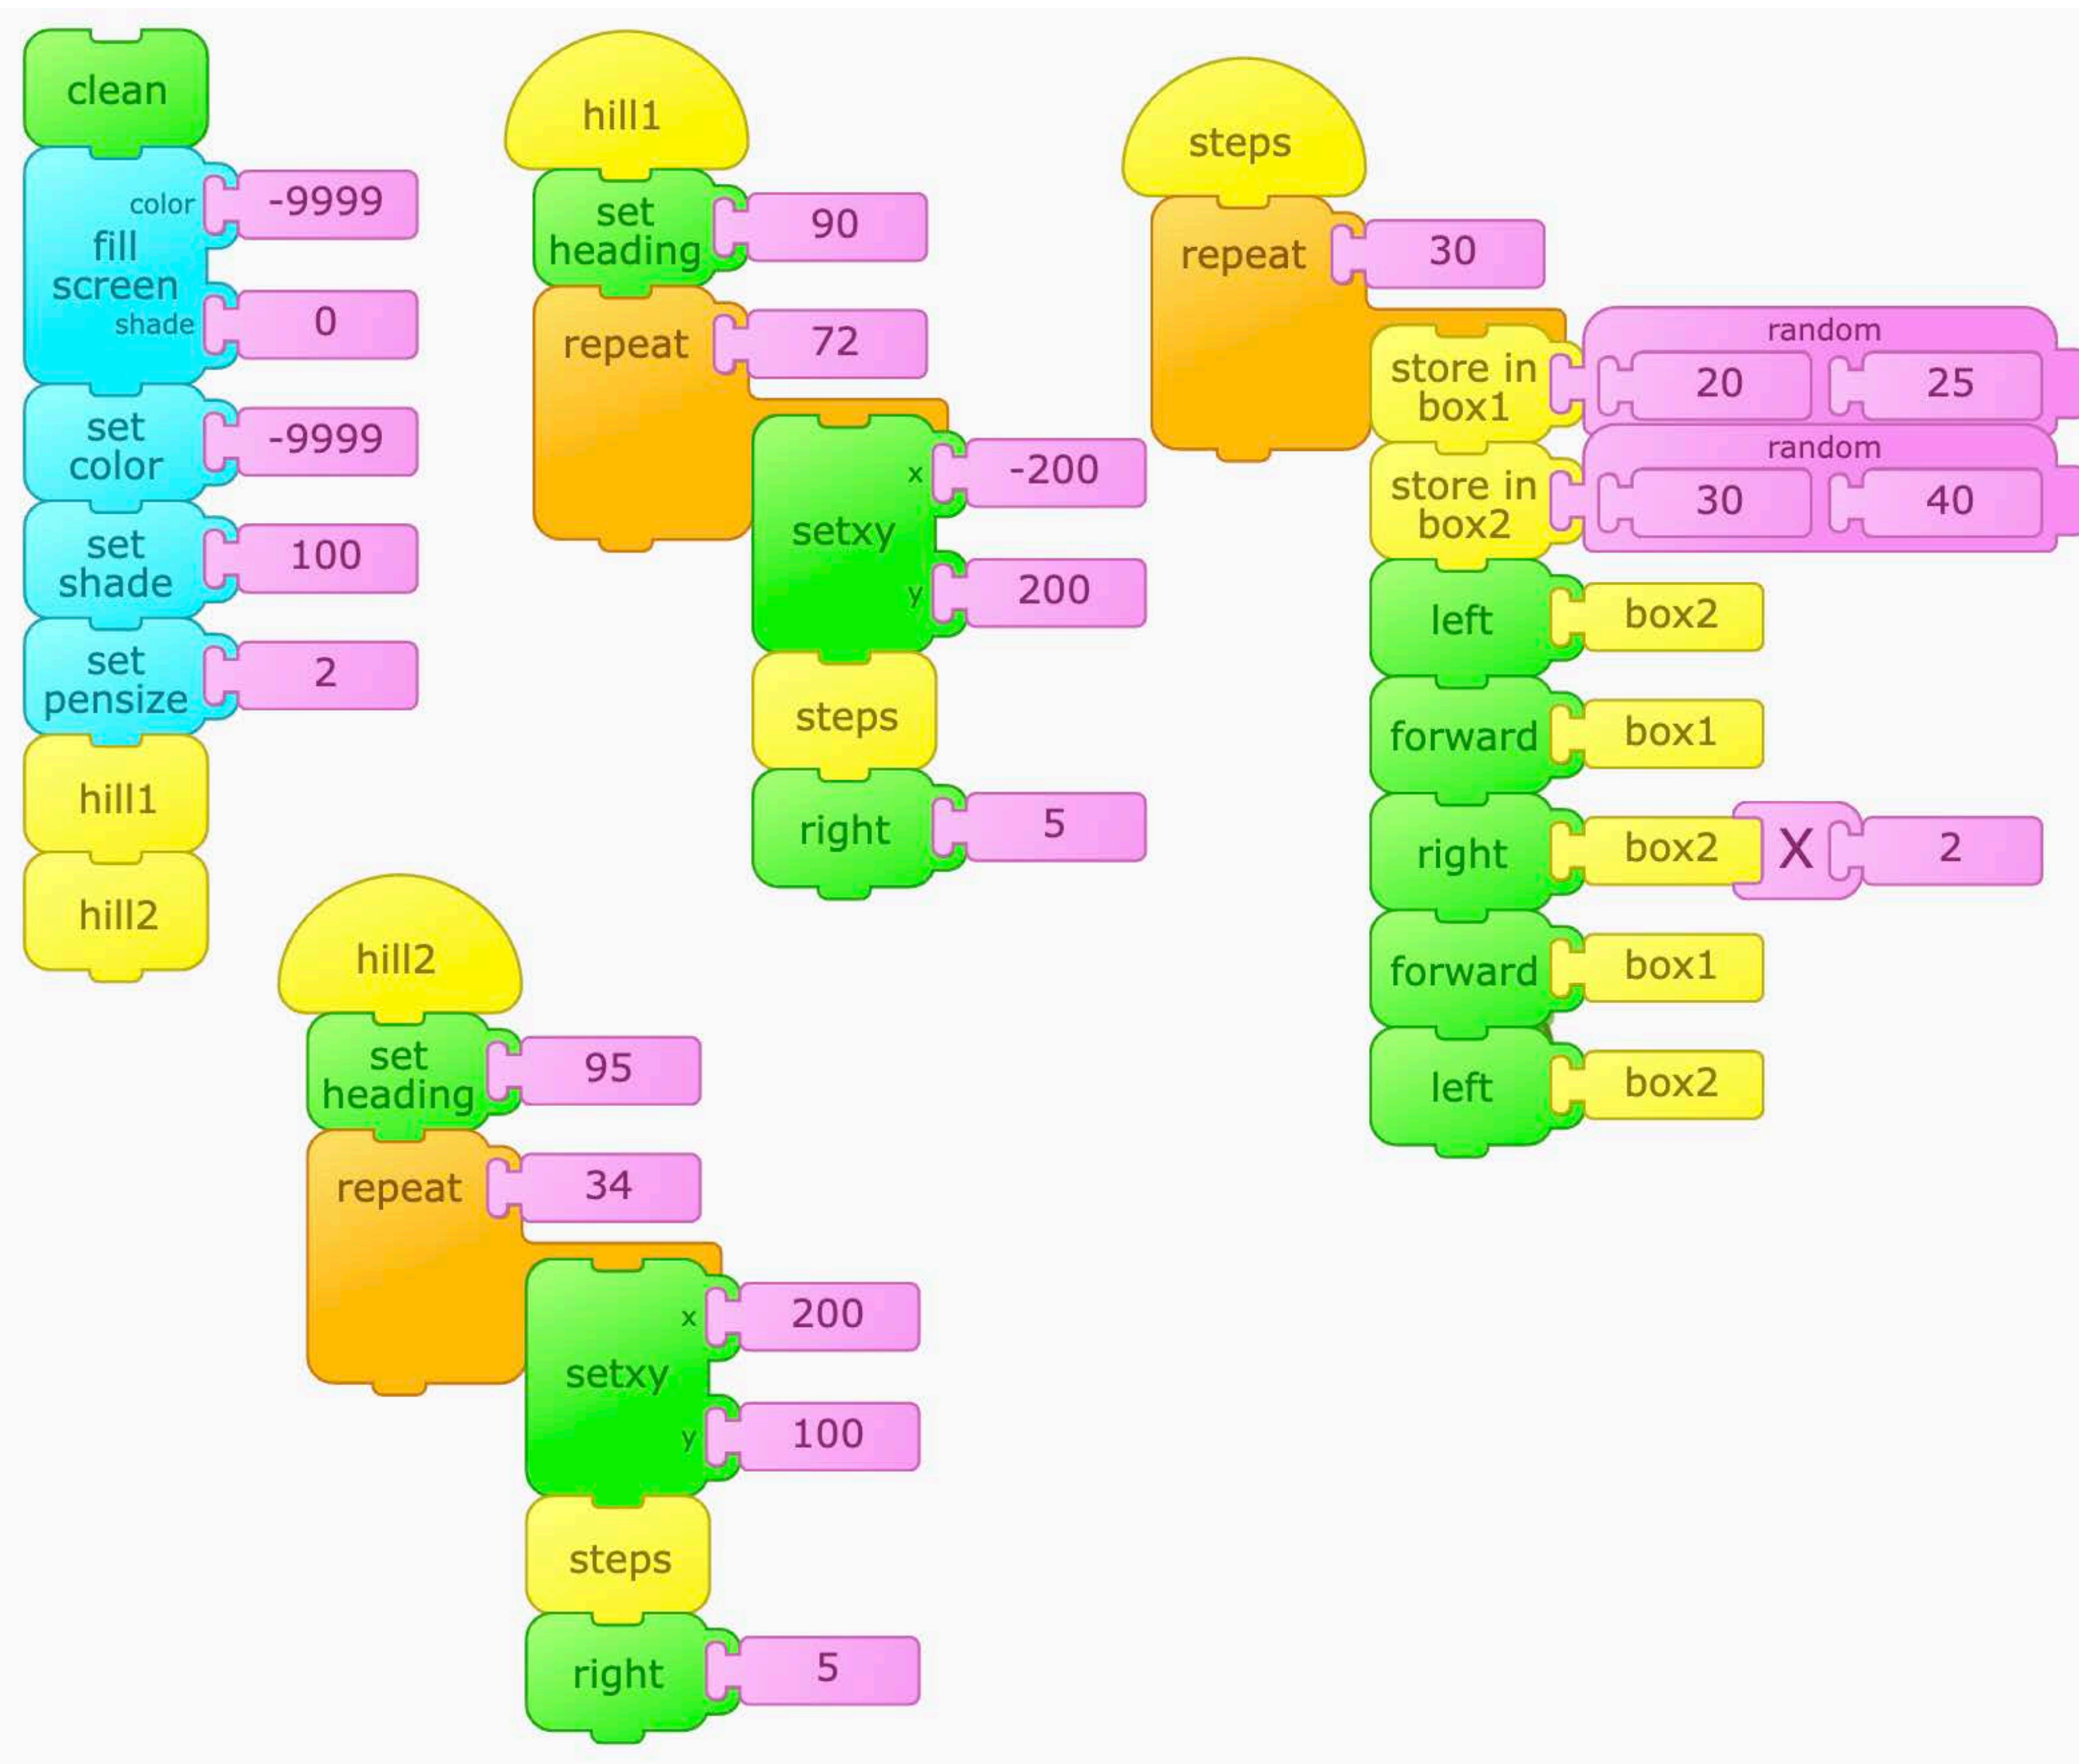 clean
color -9999
fill
screen
shade 0
set
color -9999
set
shade 100
set
pensize 2
hill1
hill2
hill1
set
heading 90
repeat 72
x -200
setxy
y 200
steps
right 5
steps
repeat 30
store in
box1
random
20 25
store in
box2
random
30 40
left box2
forward box1
right box2 X 2
forward box1
left box2
hill2
set
heading 95
repeat 34
x 200
setxy
y 100
steps
right 5